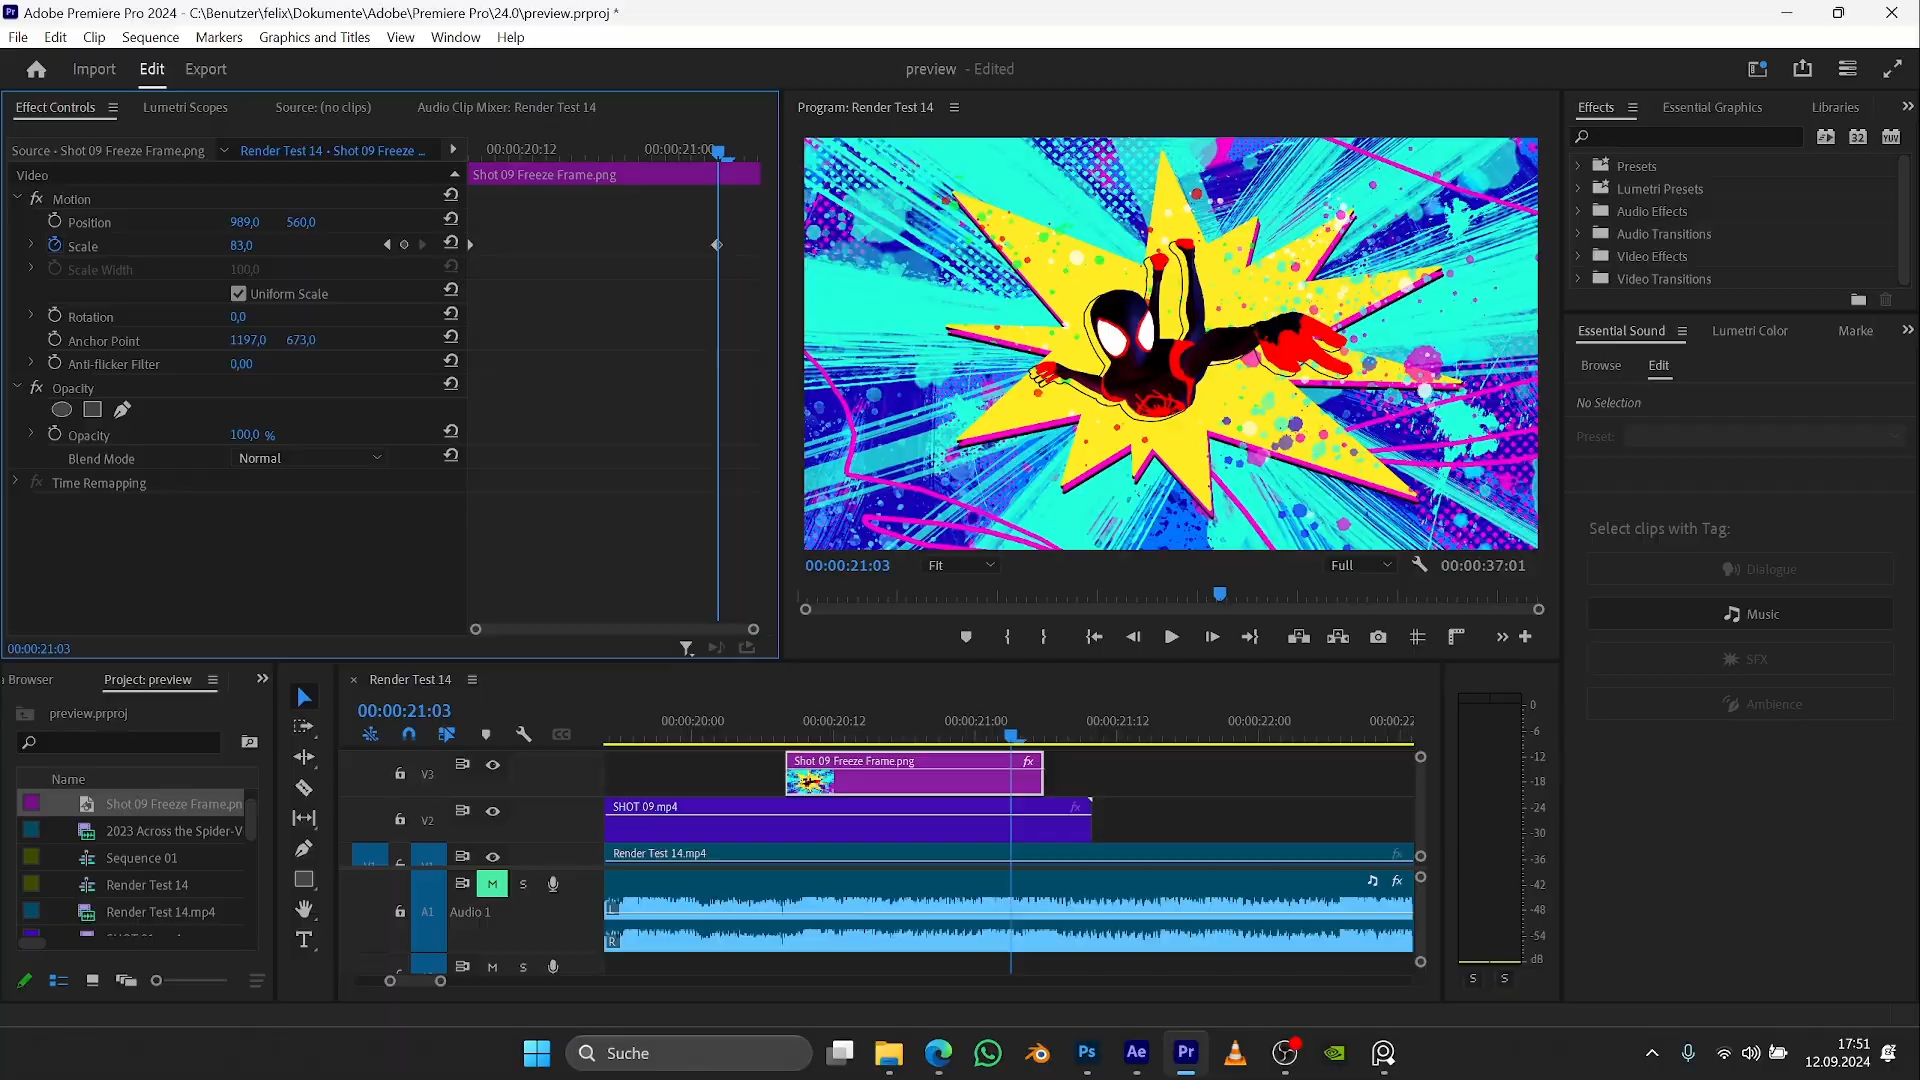 Adobe Premiere Pro 2024 - C:\Benutzer\felix\Dokumente\Adobe\Premiere Pro\24.0\preview.prproj *
File Edit Clip Sequence Markers Graphics and Titles View Window Help
Import Edit Export
preview - Edited
Effect Controls Lumetri Scopes Source: (no clips) Audio Clip Mixer: Render Test 14
Source • Shot 09 Freeze Frame.png Render Test 14 • Shot 09 Freeze ...
00:00:20:12 00:00:21:00
Video
Shot 09 Freeze Frame.png
fx Motion
Position 989,0 560,0
Scale 83,0
Scale Width 100,0
Uniform Scale
Rotation 0,0
Anchor Point 1197,0 673,0
Anti-flicker Filter 0,00
fx Opacity
Opacity 100,0 %
Blend Mode Normal
fx Time Remapping
00:00:21:03
Program: Render Test 14
00:00:21:03 Fit Full 00:00:37:01
Effects Essential Graphics Libraries
32 YUV
Presets
Lumetri Presets
Audio Effects
Audio Transitions
Video Effects
Video Transitions
Essential Sound Lumetri Color Marke
Browse Edit
No Selection
Preset:
Select clips with Tag:
Dialogue
Music
SFX
Ambience
Browser Project: preview
preview.prproj
Name
Shot 09 Freeze Frame.pn
2023 Across the Spider-V
Sequence 01
Render Test 14
Render Test 14.mp4
Render Test 14
00:00:21:03
00:00:20:00 00:00:20:12 00:00:21:00 00:00:21:12 00:00:22:00 00:00:22
V3 Shot 09 Freeze Frame.png fx
V2 SHOT 09.mp4 fx
V1 V1 Render Test 14.mp4 fx
M S fx
A1 Audio 1
L
R
M S
0
-6
-12
-18
-24
-30
-36
-42
-48
-54
dB
S S
Suche
Ps Ae Pr
17:51
12.09.2024